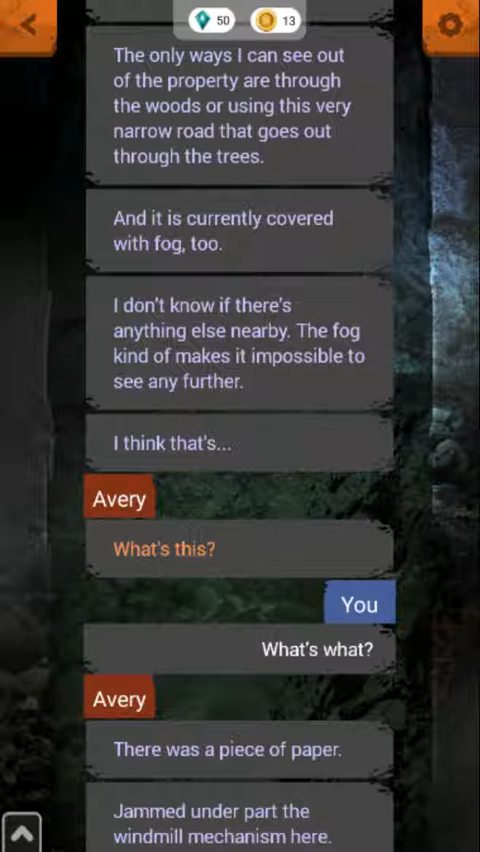 50
13
The only ways I can see out
of the property are through
the woods or using this very
narrow road that goes out
through the trees.
And it is currently covered
with fog, too.
I don't know if there's
anything else nearby. The fog
kind of makes it impossible to
see any further.
I think that's...
Avery
What's this?
You
What's what?
Avery
There was a piece of paper.
Jammed under part the
windmill mechanism here.